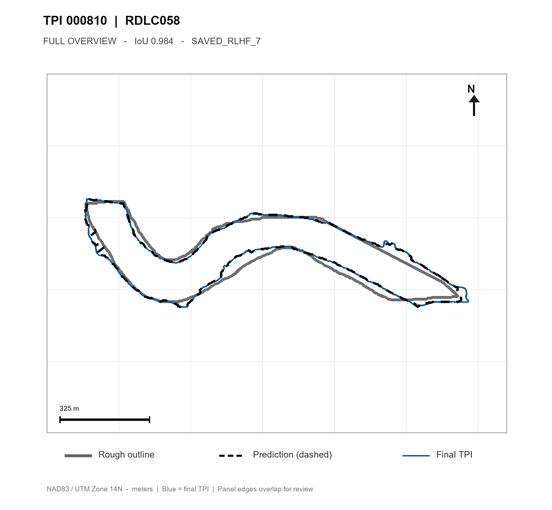 TPI 000810 | RDLC058
FULL OVERVIEW - IoU 0.984 - SAVED_RLHF_7
N
325 m
Rough outline Prediction (dashed) Final TPI
NAD83 / UTM Zone 14N - meters | Blue = final TPI | Panel edges overlap for review